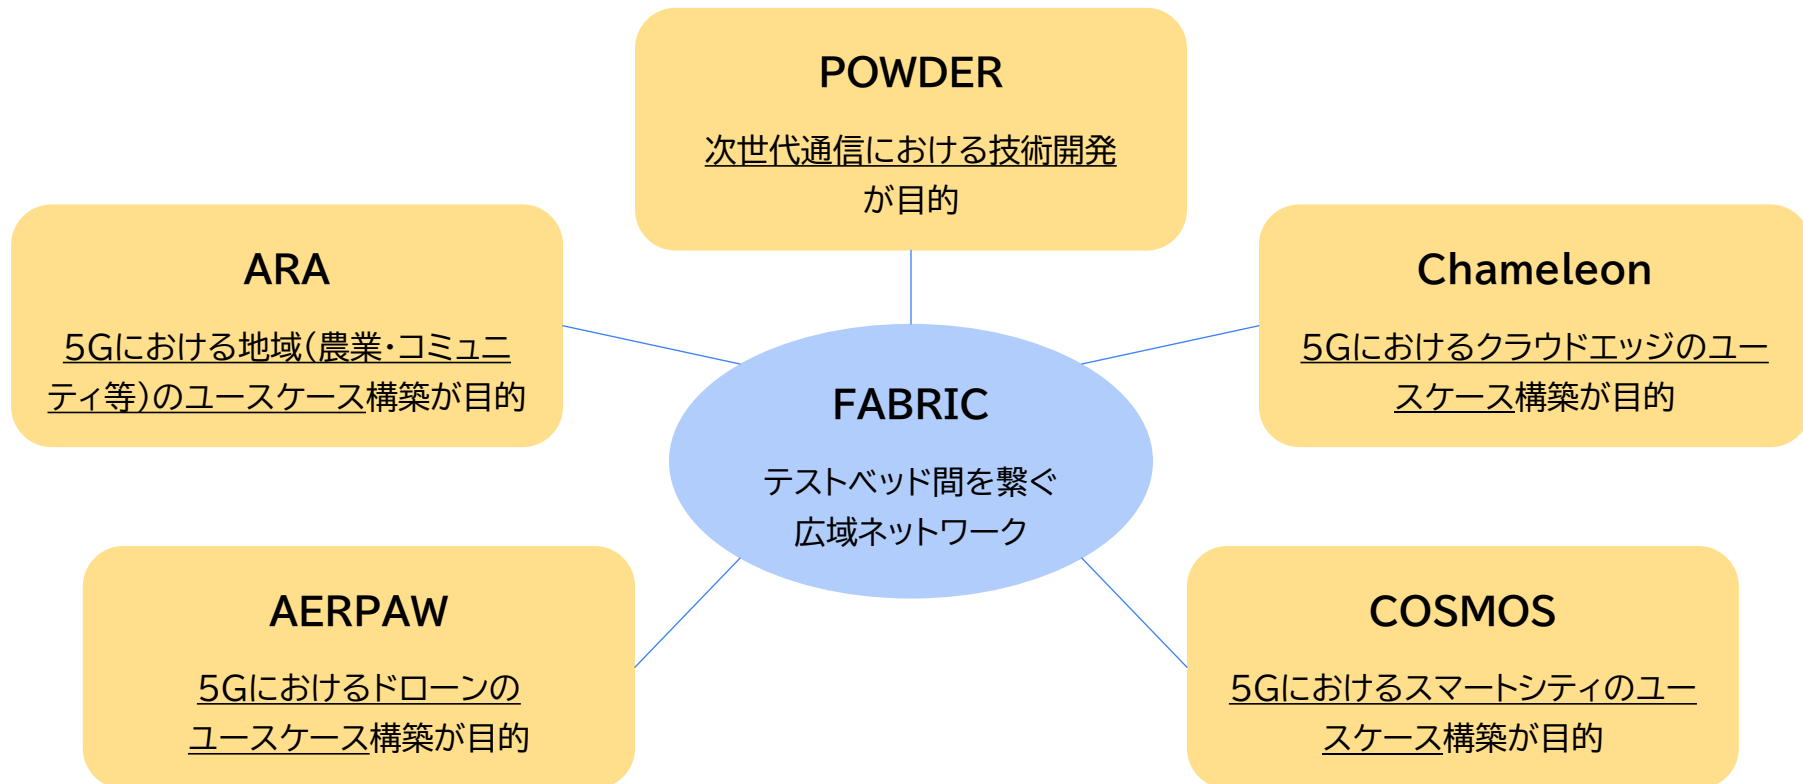 POWDER
次世代通信における技術開発
が目的
ARA
5Gにおける地域(農業・コミュニ
ティ等)のユースケース構築が目的
Chameleon
5Gにおけるクラウドエッジのユー
スケース構築が目的
FABRIC
テストベッド間を繋ぐ
広域ネットワーク
AERPAW
5Gにおけるドローンの
ユースケース構築が目的
COSMOS
5Gにおけるスマートシティのユー
スケース構築が目的